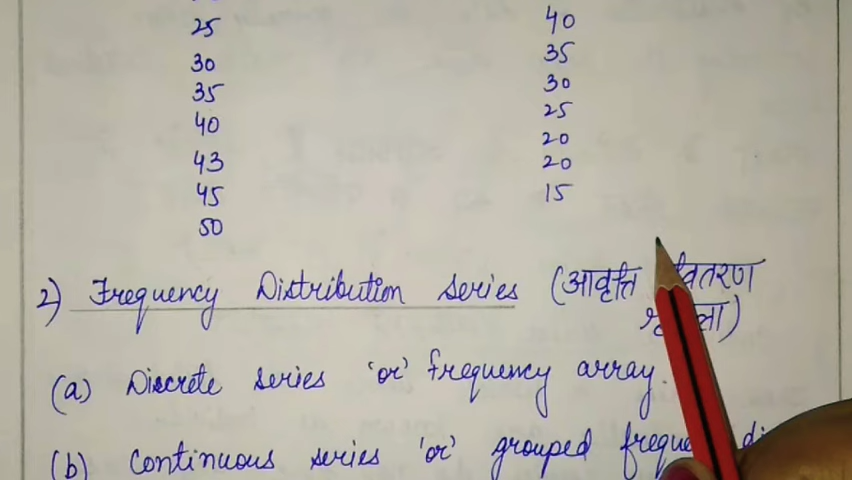 25 40
30 35
35 30
40 25
43 20
45 20
50 15
2) Frequency Distribution series (आवृत्ति
(a) Discrete series 'or' frequency array.
(b) Continuous series 'or' grouped